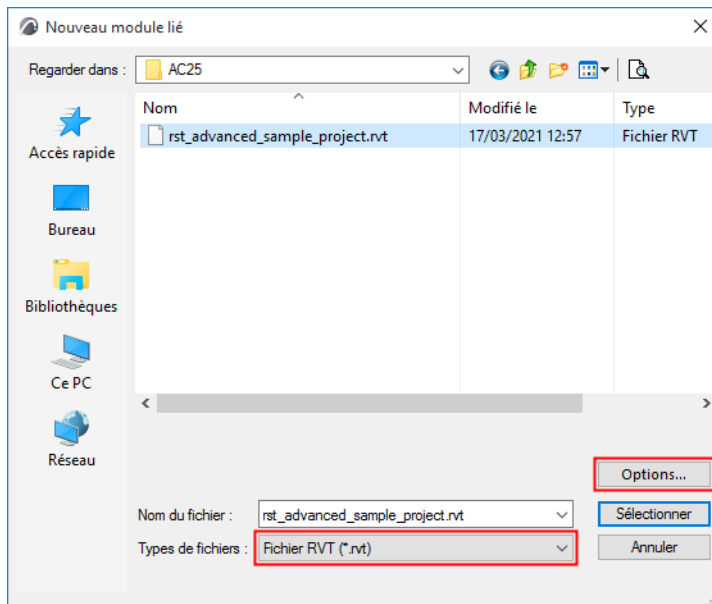 Nouveau module lié
Regarder dans : AC25
Nom Modifié le Type
rst_advanced_sample_project.rvt 17/03/2021 12:57 Fichier RVT
Accès rapide
Bureau
Bibliothèques
Ce PC
Réseau
Options...
Nom du fichier : rst_advanced_sample_project.rvt Sélectionner
Types de fichiers : Fichier RVT (*.rvt) Annuler